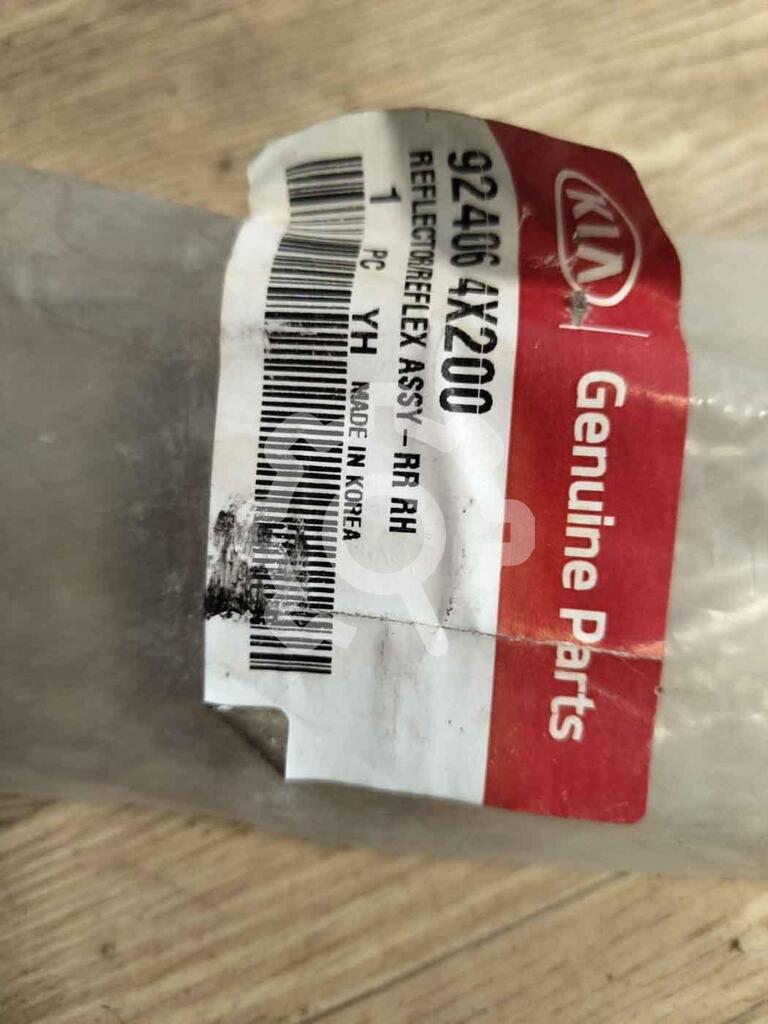 KIA Genuine Parts
92406 4X200
REFLECTOR/REFLEX ASSY-RR RH
1 PC YH MADE IN KOREA